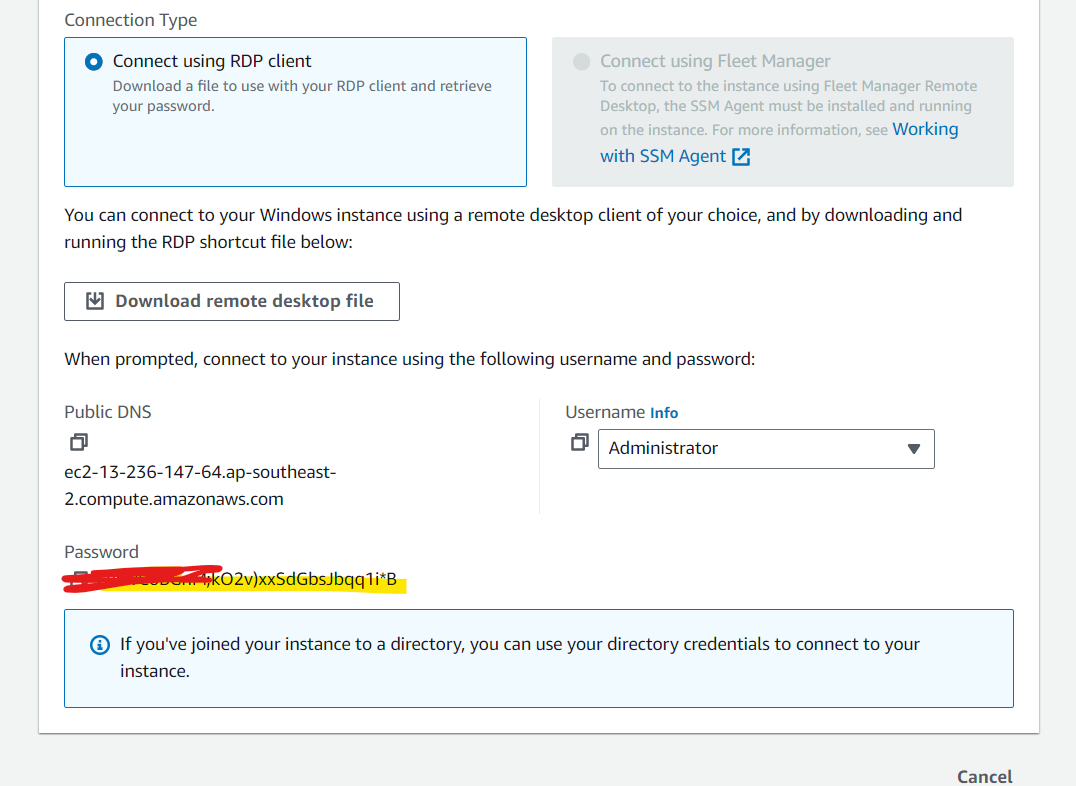 Connection Type
Connect using RDP client
Download a file to use with your RDP client and retrieve
your password.
Connect using Fleet Manager
To connect to the instance using Fleet Manager Remote
Desktop, the SSM Agent must be installed and running
on the instance. For more information, see Working
with SSM Agent
You can connect to your Windows instance using a remote desktop client of your choice, and by downloading and
running the RDP shortcut file below:
Download remote desktop file
When prompted, connect to your instance using the following username and password:
Public DNS
ec2-13-236-147-64.ap-southeast-
2.compute.amazonaws.com
Username Info
Administrator
Password
kO2v)xxSdGbsJbqq1i*B
If you've joined your instance to a directory, you can use your directory credentials to connect to your
instance.
Cancel